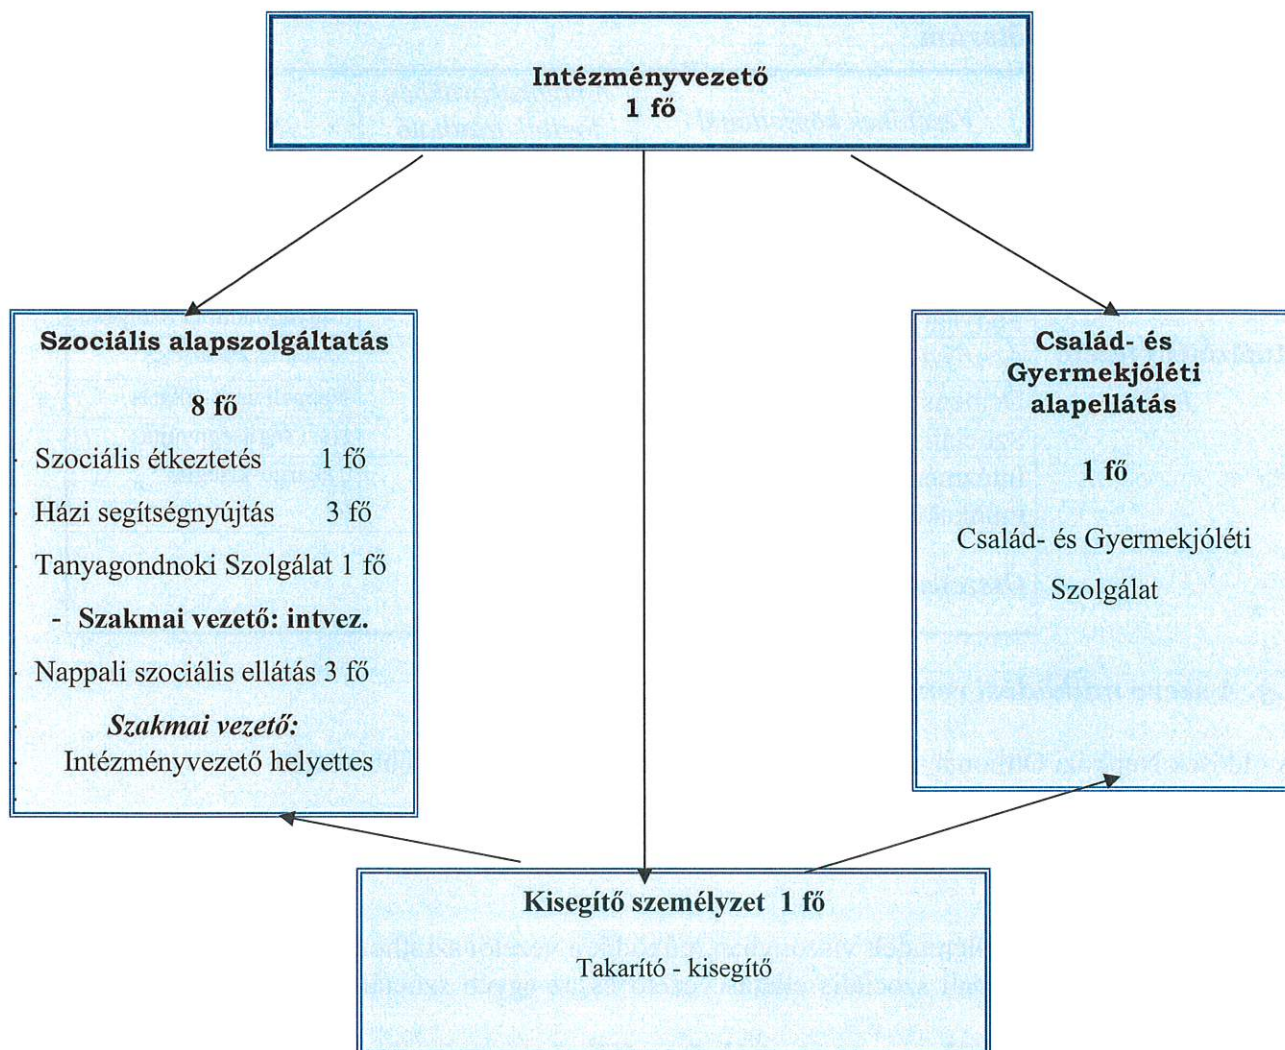 Intézményvezető
1 fő
Szociális alapszolgáltatás
8 fő
Szociális étkeztetés 1 fő
Házi segítségnyújtás 3 fő
Tanyagondnoki Szolgálat 1 fő
- Szakmai vezető: intvez.
Nappali szociális ellátás 3 fő
Szakmai vezető:
Intézményvezető helyettes
Család- és
Gyermekjóléti
alapellátás
1 fő
Család- és Gyermekjóléti
Szolgálat
Kisegítő személyzet 1 fő
Takarító - kisegítő